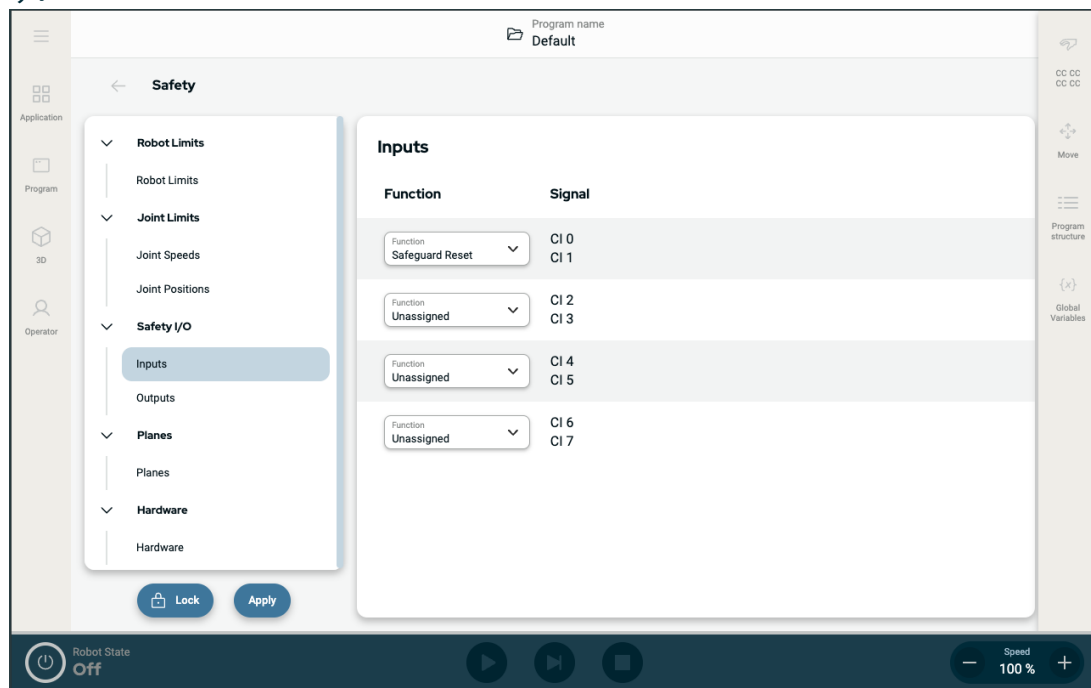 Program name
Default
Safety
Application
Program
3D
Operator
Robot Limits
Robot Limits
Joint Limits
Joint Speeds
Joint Positions
Safety I/O
Inputs
Outputs
Planes
Planes
Hardware
Hardware
Lock
Apply
Inputs
Function
Signal
Function
Safeguard Reset
CI 0
CI 1
Function
Unassigned
CI 2
CI 3
Function
Unassigned
CI 4
CI 5
Function
Unassigned
CI 6
CI 7
CC CC
CC CC
Move
Program
structure
{x}
Global
Variables
Robot State
Off
Speed
100 %